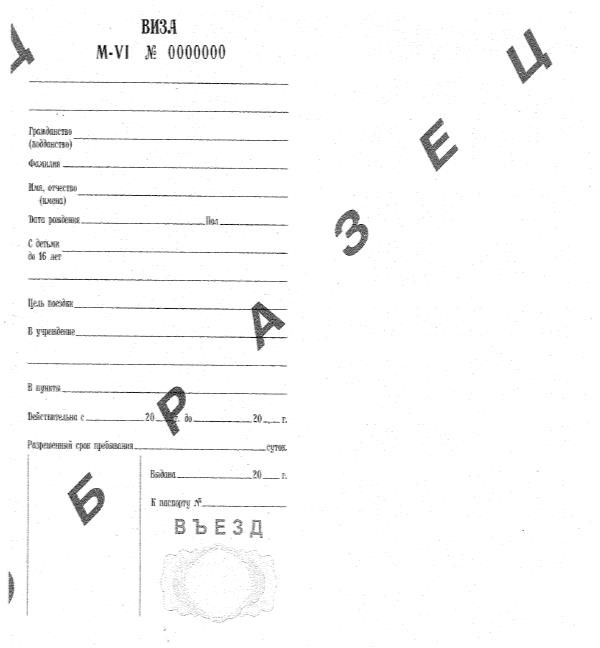 ВИЗА
М-VI № 0000000
Гражданство
(подданство)
Фамилия
Имя, отчество
(имена)
Дата рождения Пол
С детьми
до 16 лет
Цель поездки
В учреждение
В пункты
Действительна с 20 г. до 20 г.
Разрешенный срок пребывания суток.
Выдана 20 г.
К паспорту №
ВЪЕЗД
ОБРАЗЕЦ